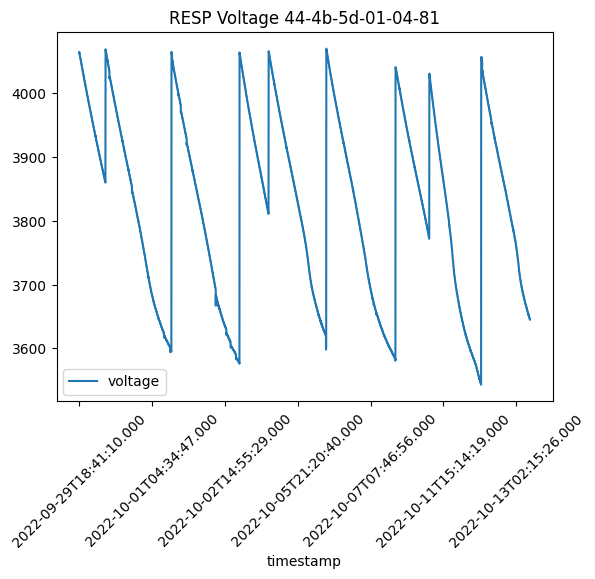 RESP Voltage 44-4b-5d-01-04-81
4000
3900
3800
3700
3600
voltage
2022-09-29T18:41:10.000
2022-10-01T04:34:47.000
2022-10-02T14:55:29.000
2022-10-05T21:20:40.000
2022-10-07T07:46:56.000
2022-10-11T15:14:19.000
2022-10-13T02:15:26.000
timestamp